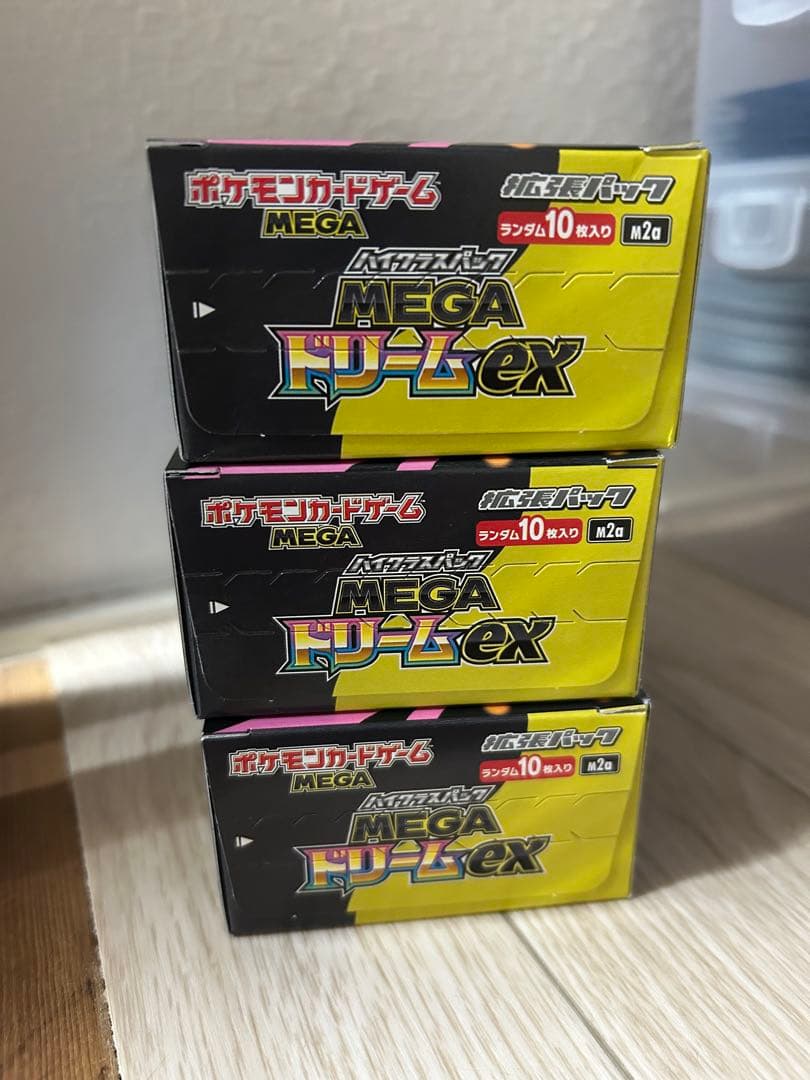 ポケモンカードゲーム
MEGA
拡張パック
ランダム10枚入り M2a
ハイクラスパック
MEGA
ドリームex
ポケモンカードゲーム
MEGA
拡張パック
ランダム10枚入り M2a
ハイクラスパック
MEGA
ドリームex
ポケモンカードゲーム
MEGA
拡張パック
ランダム10枚入り M2a
ハイクラスパック
MEGA
ドリームex